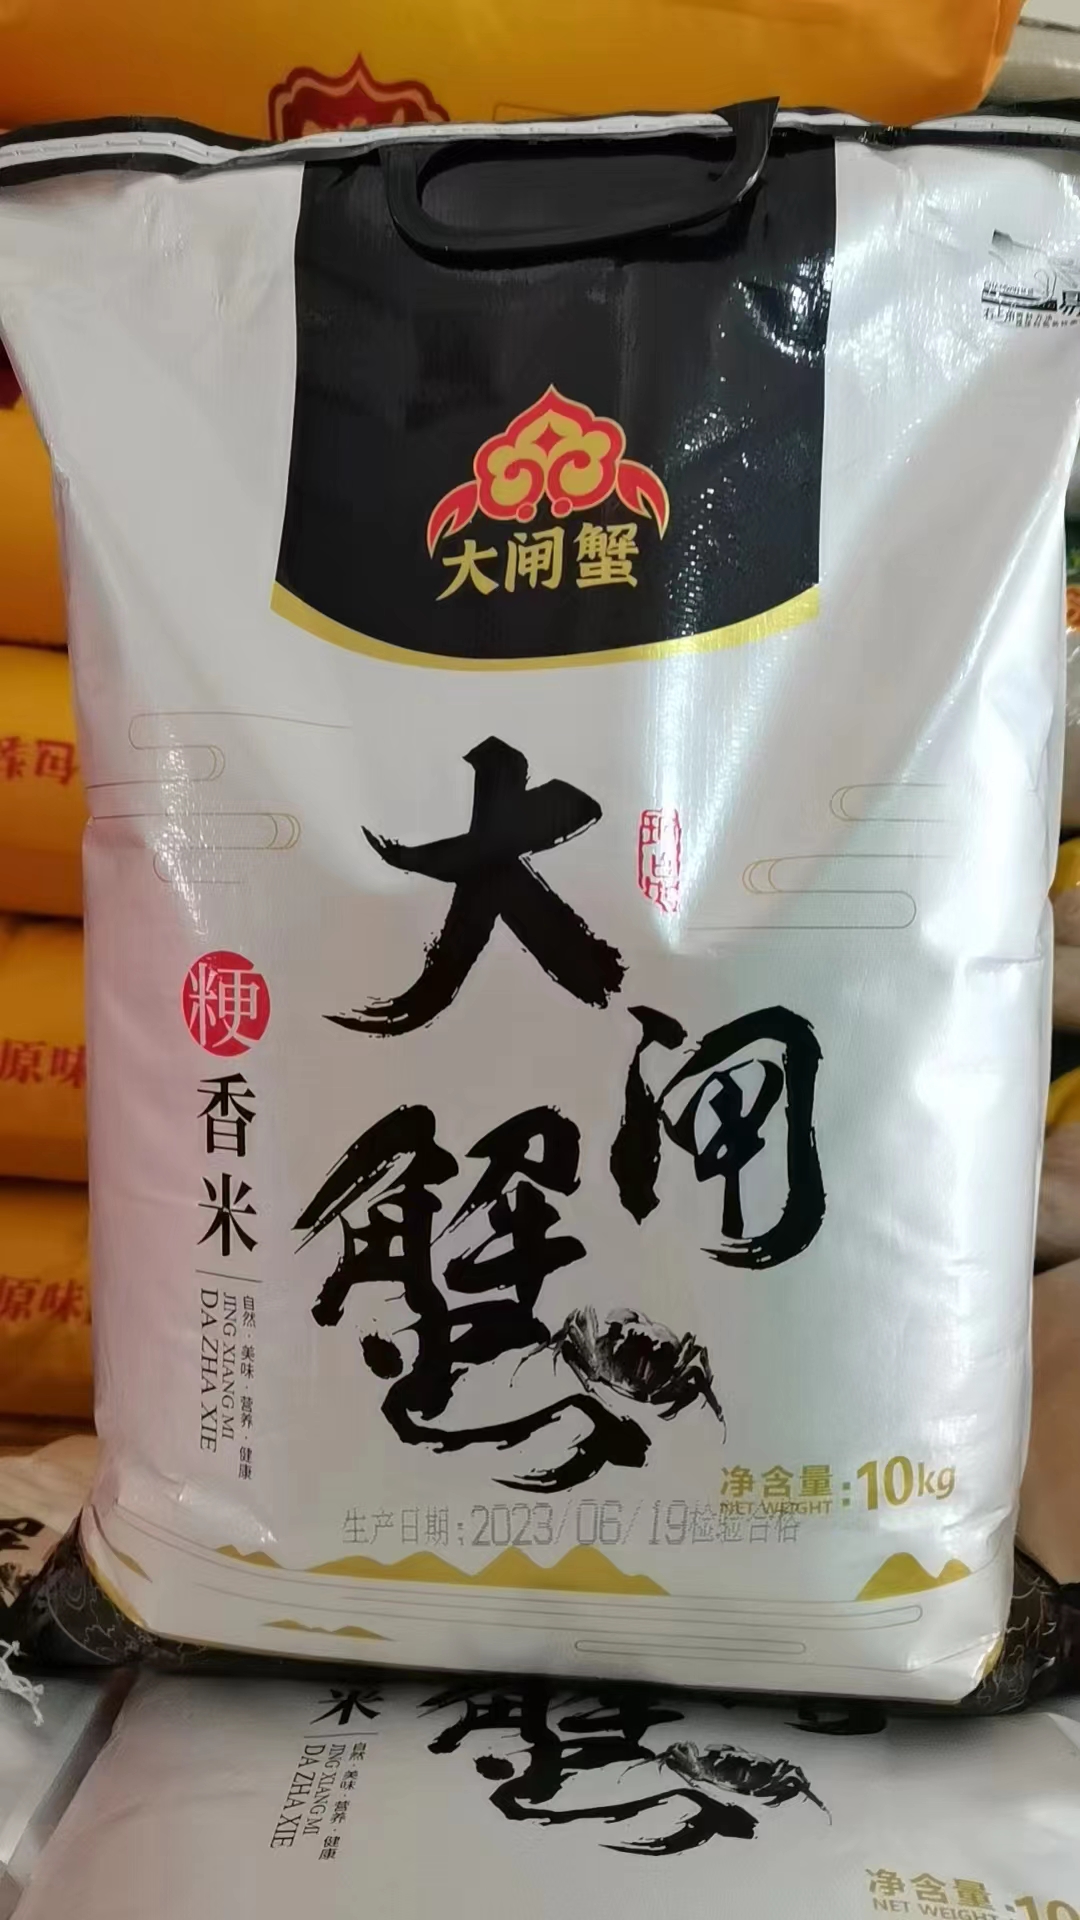 大闸蟹
大
闸
蟹
粳
香
米
自然·美味·营养·健康
JING XIANG MI
DA ZHA XIE
净含量:10kg
NET WEIGHT
生产日期:2023/06/19检验合格
原味
原味
米
自然·美味·营养·健康
JING XIANG MI
DA ZHA XIE
蟹
净含量:10
NET WEIGHT